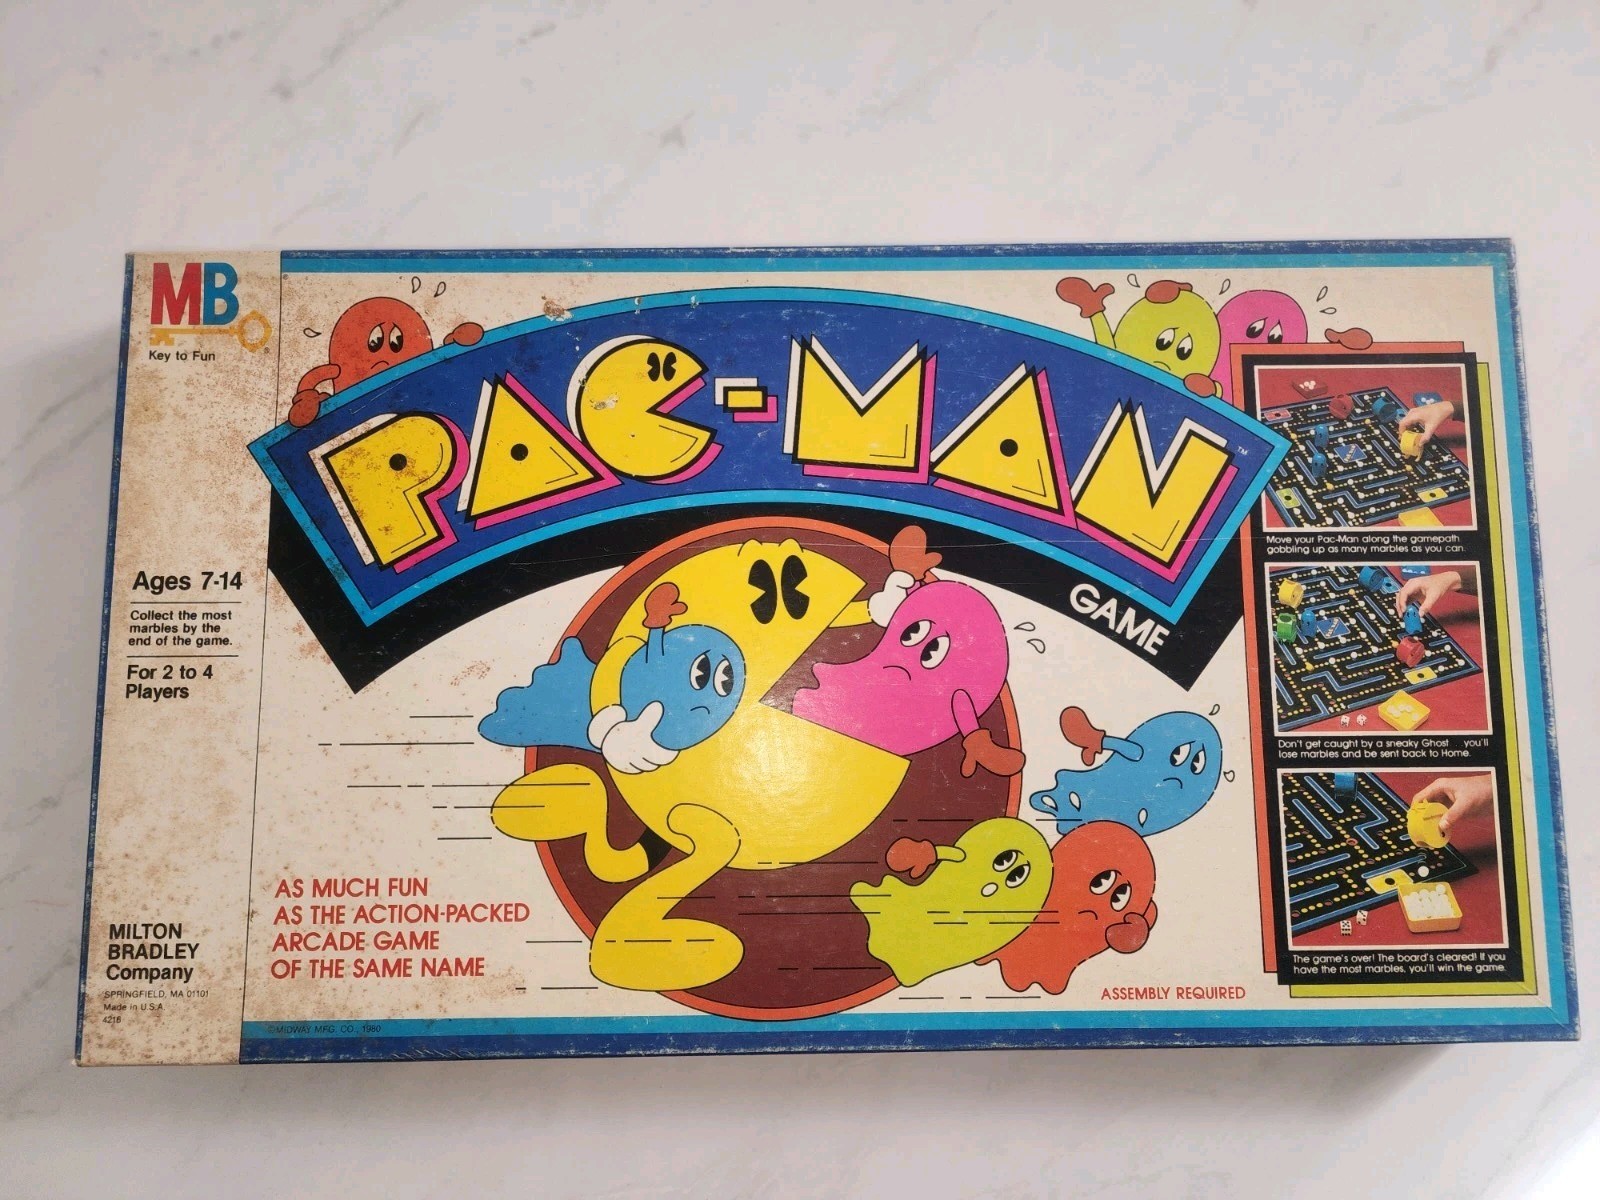 MB
Key to Fun
PAC-MAN™
GAME
Ages 7-14
Collect the most
marbles by the
end of the game.
For 2 to 4
Players
MILTON
BRADLEY
Company
SPRINGFIELD, MA 01101
Made in U.S.A.
4216
AS MUCH FUN
AS THE ACTION-PACKED
ARCADE GAME
OF THE SAME NAME
©MIDWAY MFG. CO., 1980
ASSEMBLY REQUIRED
Move your Pac-Man along the gamepath
gobbling up as many marbles as you can.
Don't get caught by a sneaky Ghost...you'll
lose marbles and be sent back to Home.
The game's over! The board's cleared! If you
have the most marbles, you'll win the game.